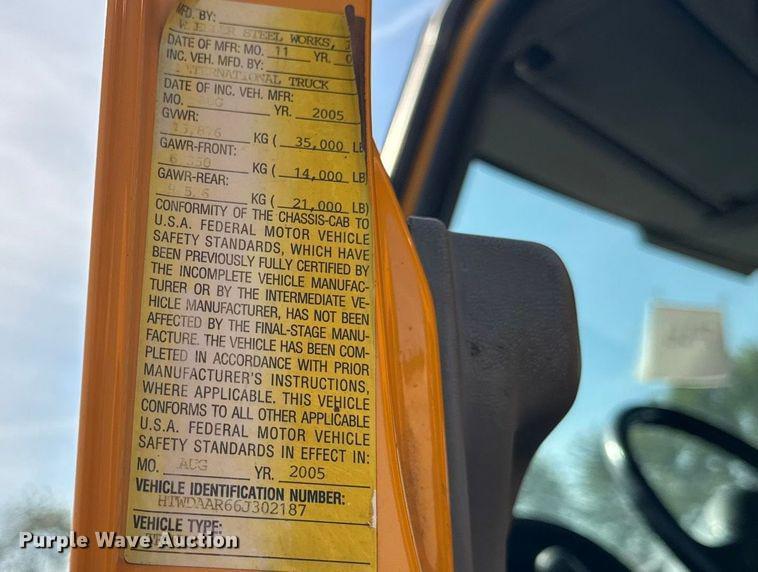 MFD. BY:
STEEL WORKS,
DATE OF MFR: MO. 11 YR. 0
INC. VEH. MFD. BY:
INTERNATIONAL TRUCK
DATE OF INC. VEH. MFR:
MO. AUG YR. 2005
GVWR:
KG ( 35,000 LB
GAWR-FRONT:
6 350 KG ( 14,000 LB)
GAWR-REAR:
KG ( 21,000 LB)
CONFORMITY OF THE CHASSIS-CAB TO
U.S.A. FEDERAL MOTOR VEHICLE
SAFETY STANDARDS, WHICH HAVE
BEEN PREVIOUSLY FULLY CERTIFIED BY
THE INCOMPLETE VEHICLE MANUFAC-
TURER OR BY THE INTERMEDIATE VE-
HICLE MANUFACTURER, HAS NOT BEEN
AFFECTED BY THE FINAL-STAGE MANU-
FACTURE. THE VEHICLE HAS BEEN COM-
PLETED IN ACCORDANCE WITH PRIOR
MANUFACTURER'S INSTRUCTIONS,
WHERE APPLICABLE. THIS VEHICLE
CONFORMS TO ALL OTHER APPLICABLE
U.S.A. FEDERAL MOTOR VEHICLE
SAFETY STANDARDS IN EFFECT IN:
MO. AUG YR. 2005
VEHICLE IDENTIFICATION NUMBER:
HTWDAAR66J302187
VEHICLE TYPE:
Purple Wave Auction